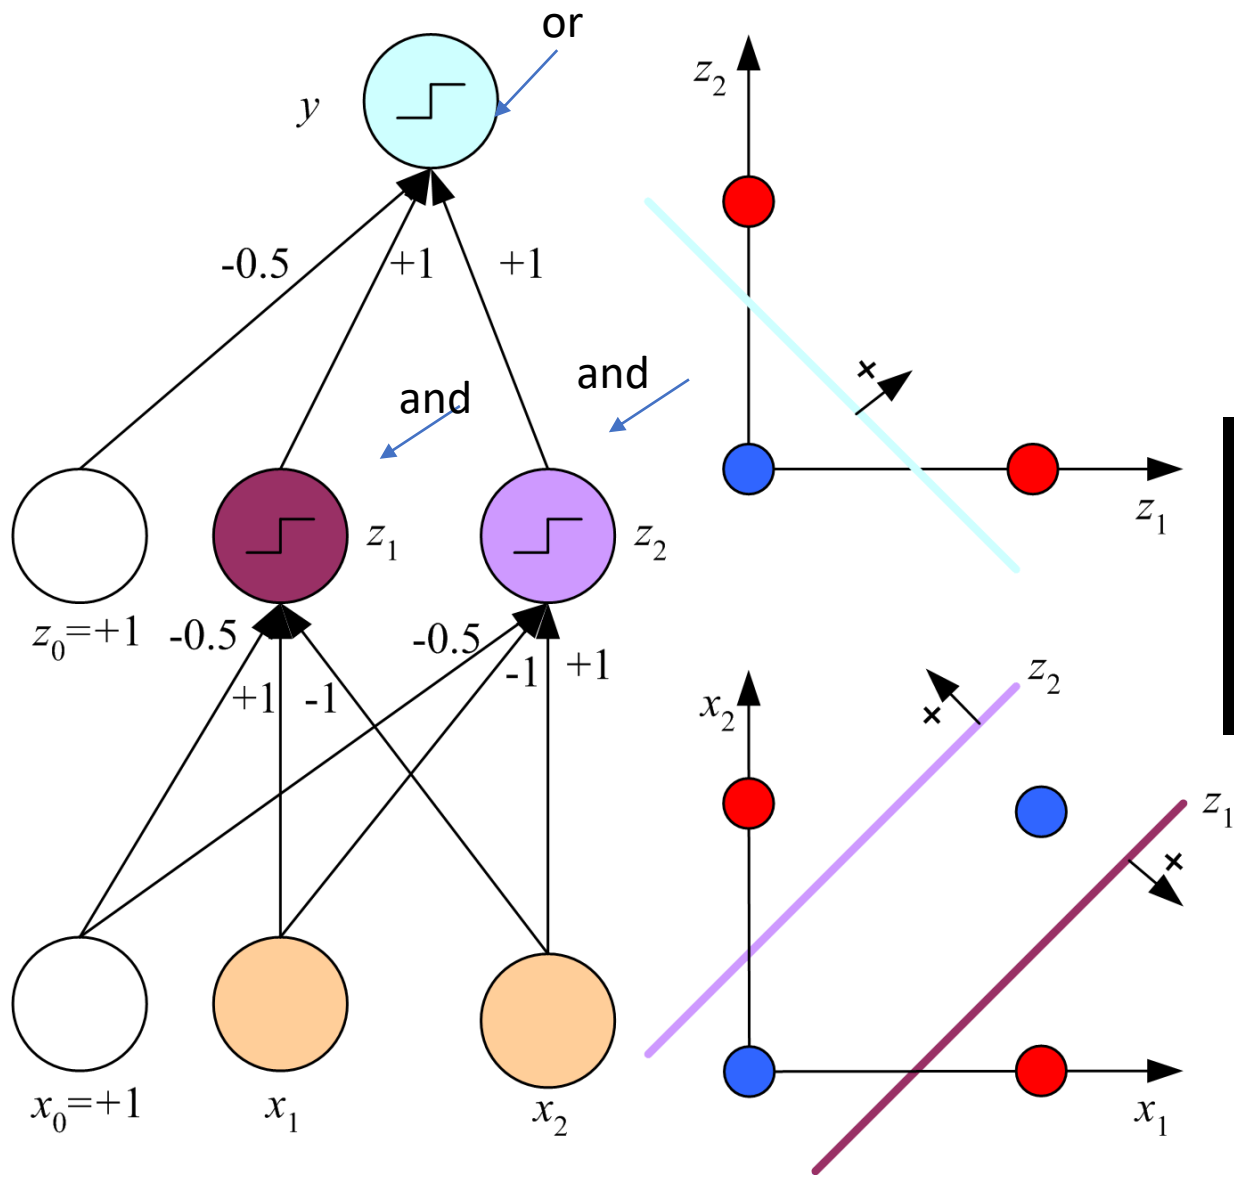 or
y
z₂
-0.5
+1
+1
and
and
z₁
z₁
z₂
z₀=+1
-0.5
-0.5
+1
-1
-1
+1
z₂
x₂
z₁
x₀=+1
x₁
x₂
x₁